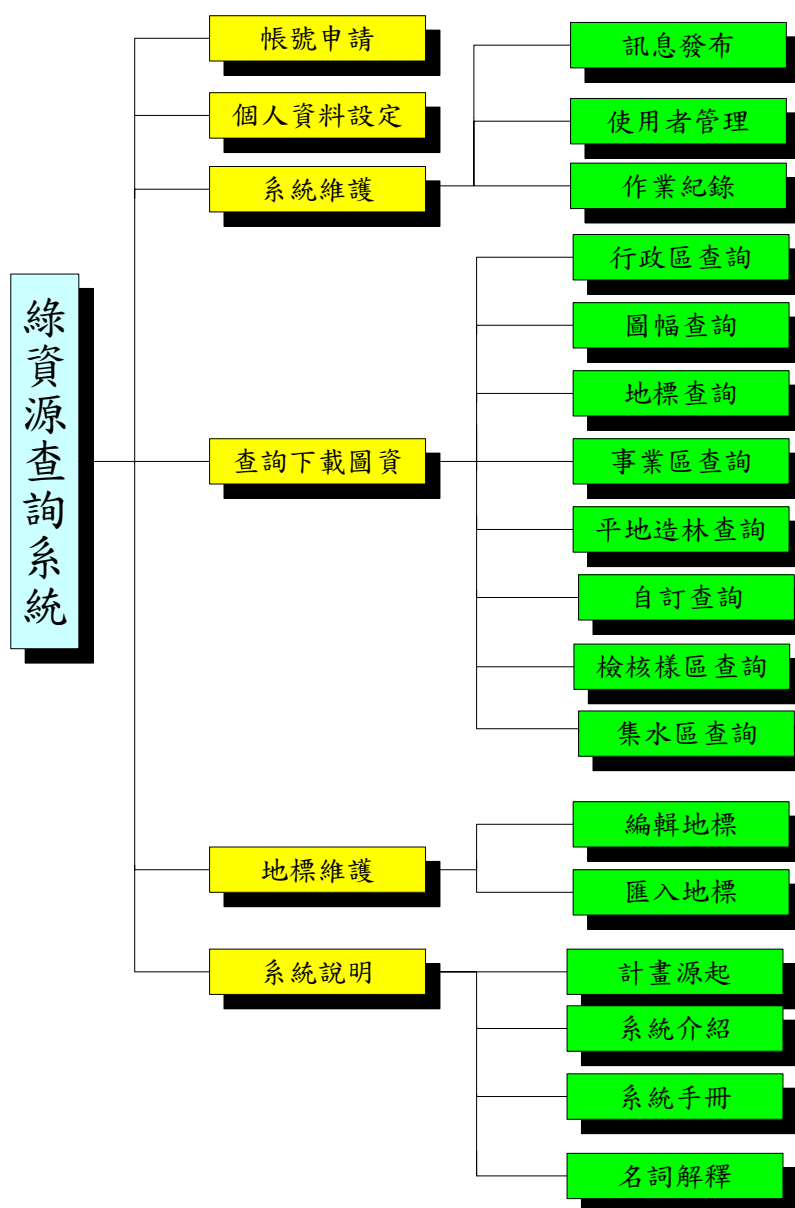 綠資源查詢系統
帳號申請
個人資料設定
系統維護
訊息發布
使用者管理
作業紀錄
查詢下載圖資
行政區查詢
圖幅查詢
地標查詢
事業區查詢
平地造林查詢
自訂查詢
檢核樣區查詢
集水區查詢
地標維護
編輯地標
匯入地標
系統說明
計畫源起
系統介紹
系統手冊
名詞解釋